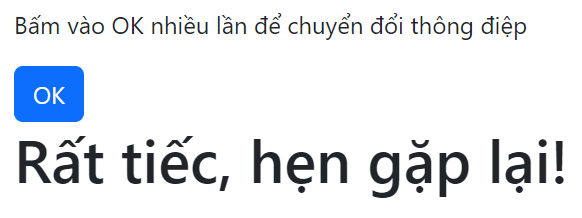 Bấm vào OK nhiều lần để chuyển đổi thông điệp
OK
Rất tiếc, hẹn gặp lại!